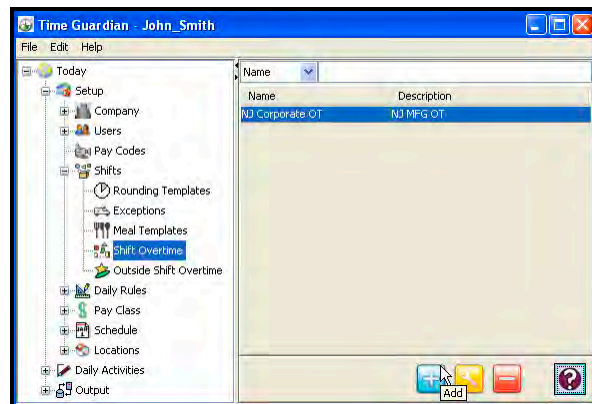 Time Guardian - John_Smith
File Edit Help
Today
Setup
Company
Users
Pay Codes
Shifts
Rounding Templates
Exceptions
Meal Templates
Shift Overtime
Outside Shift Overtime
Daily Rules
Pay Class
Schedule
Locations
Daily Activities
Output
Name
Name Description
NJ Corporate OT NJ MFG OT
Add